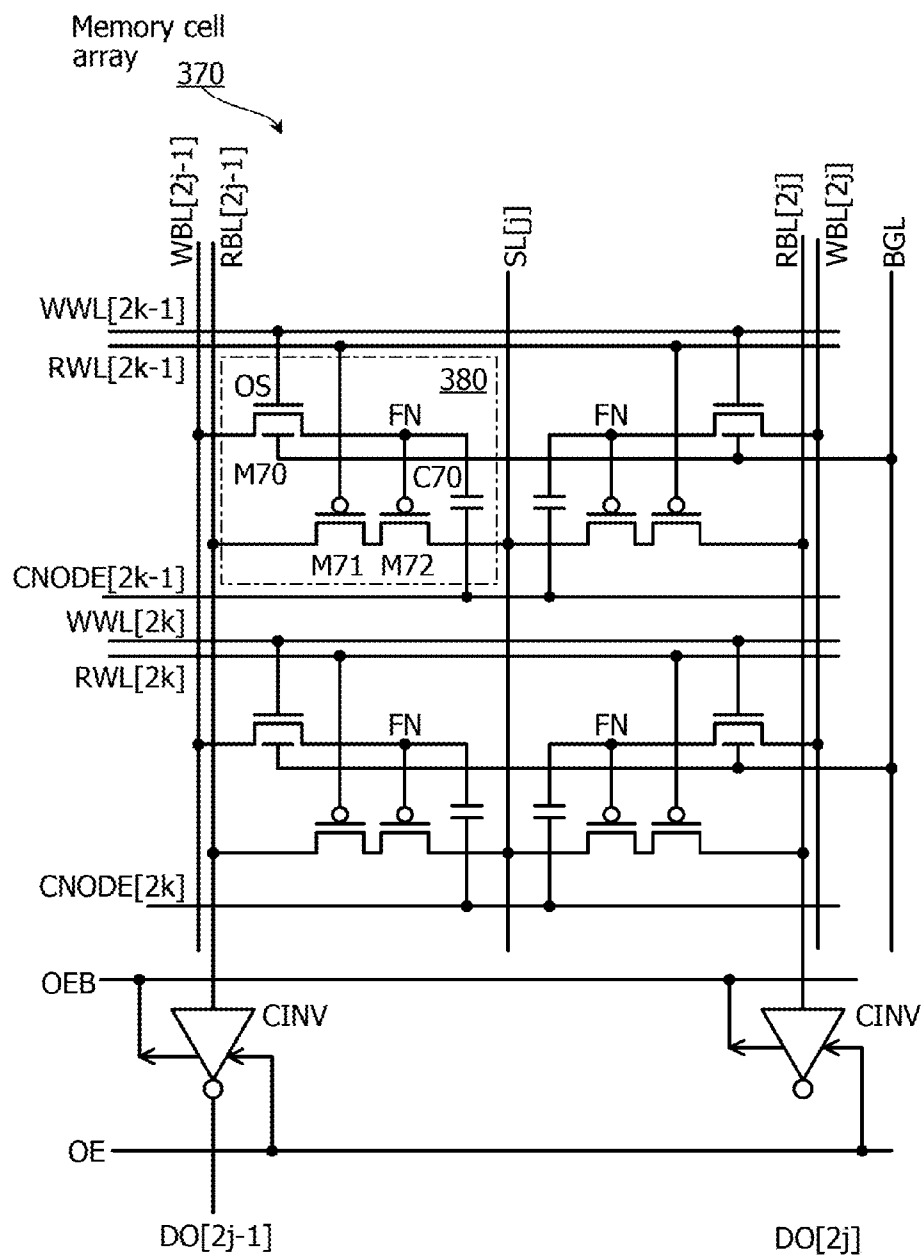 Memory cell
array
370
WBL[2j-1]
RBL[2j-1]
SL[j]
RBL[2j]
WBL[2j]
BGL
WWL[2k-1]
RWL[2k-1]
OS
380
FN
FN
M70
C70
M71
M72
CNODE[2k-1]
WWL[2k]
RWL[2k]
FN
FN
CNODE[2k]
OEB
CINV
CINV
OE
DO[2j-1]
DO[2j]